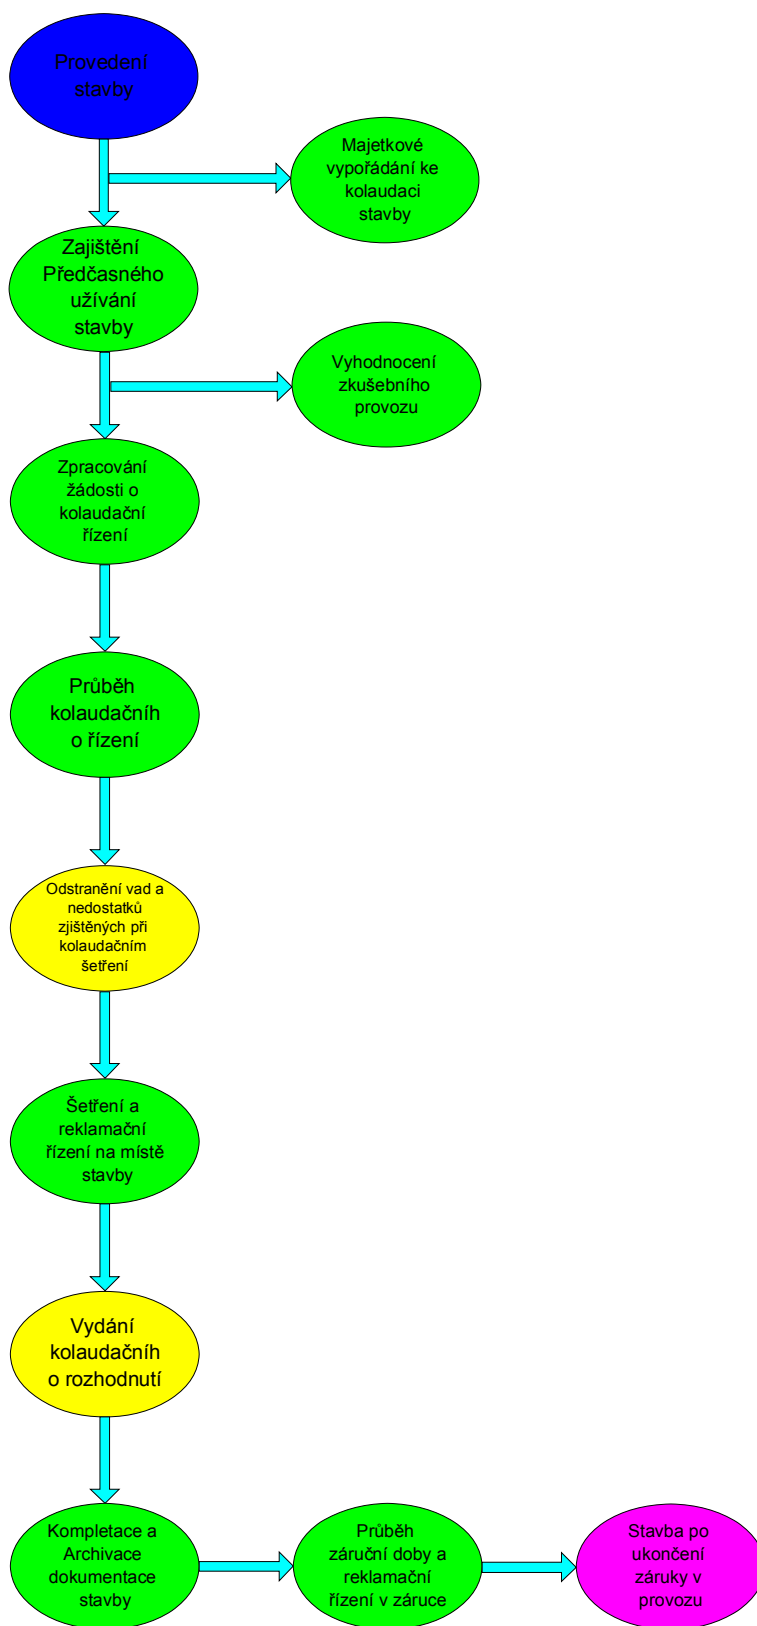 Provedení
stavby
Majetkové
vypořádání ke
kolaudaci
stavby
Zajištění
Předčasného
užívání
stavby
Vyhodnocení
zkušebního
provozu
Zpracování
žádosti o
kolaudační
řízení
Průběh
kolaudačníh
o řízení
Odstranění vad a
nedostatků
zjištěných při
kolaudačním
šetření
Šetření a
reklamační
řízení na místě
stavby
Vydání
kolaudačníh
o rozhodnutí
Kompletace a
Archivace
dokumentace
stavby
Průběh
záruční doby a
reklamační
řízení v záruce
Stavba po
ukončení
záruky v
provozu